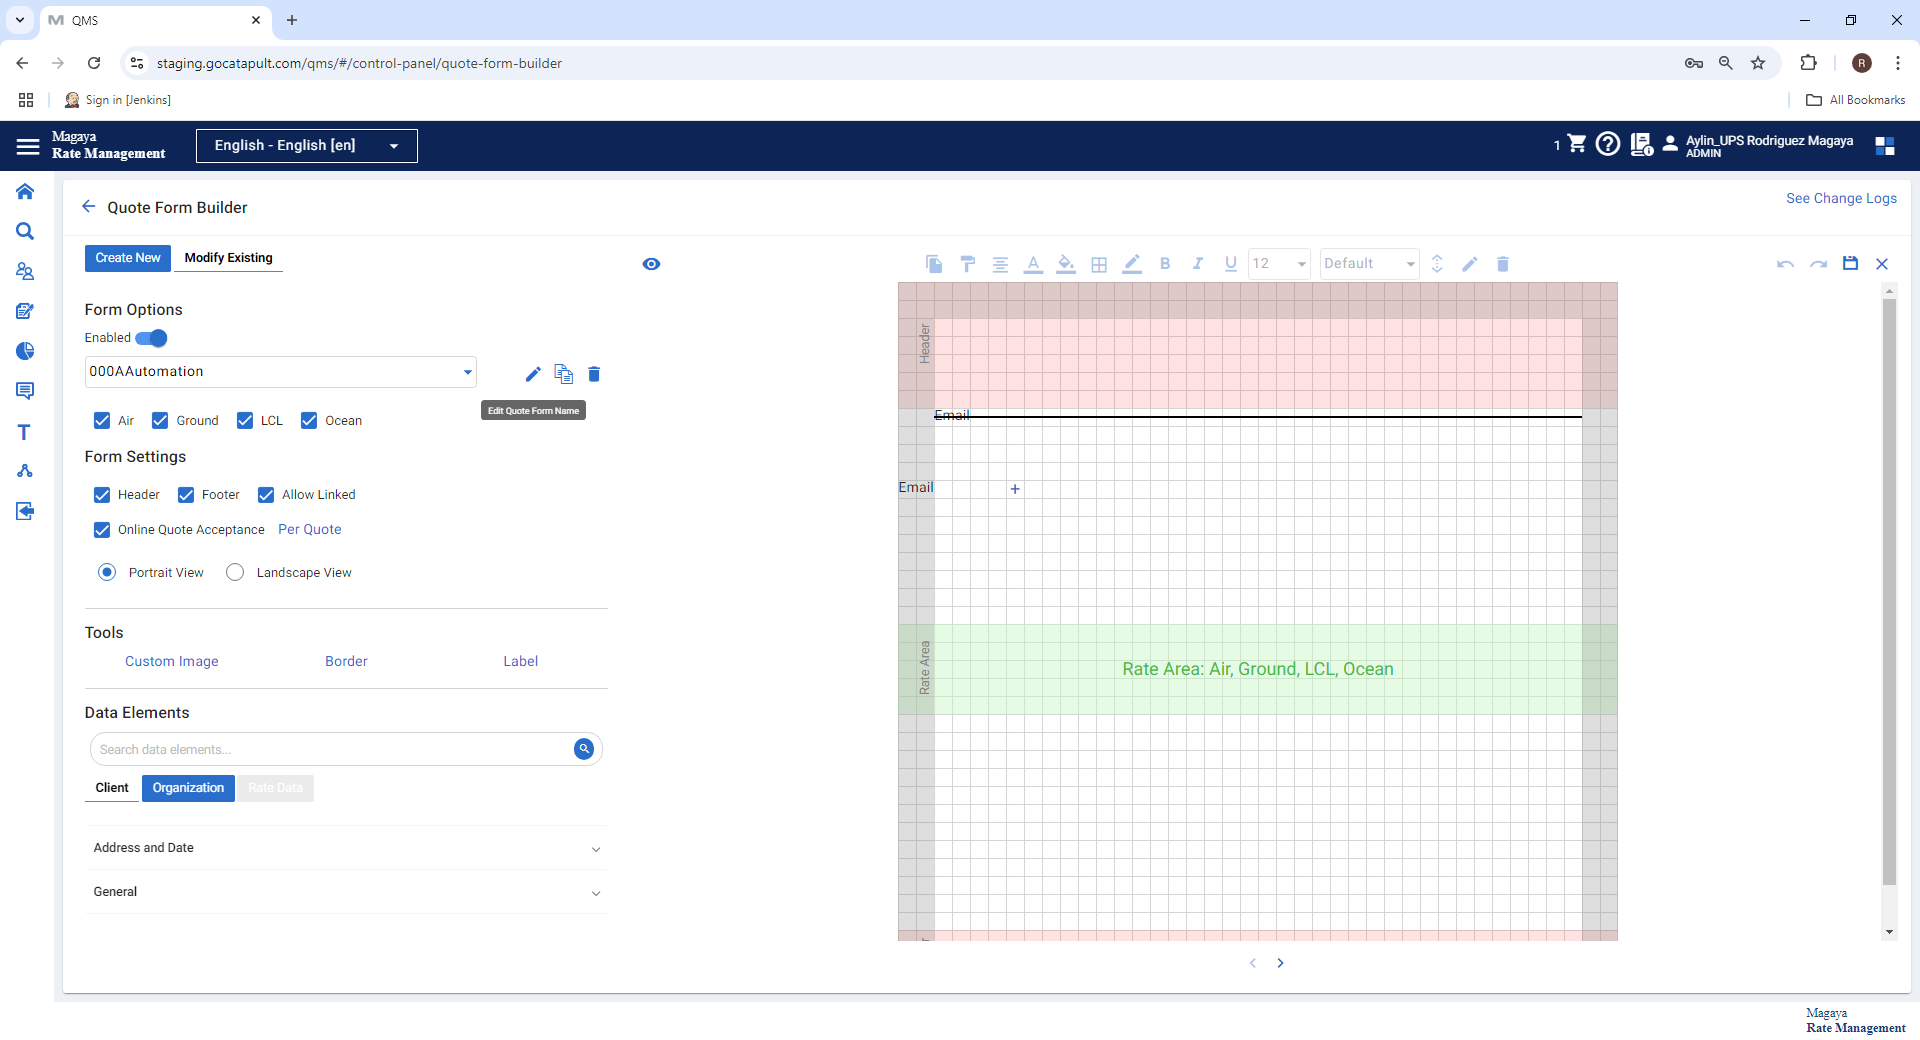 QMS
staging.gocatapult.com/qms/#/control-panel/quote-form-builder
R
Sign in [Jenkins]
All Bookmarks
Magaya
Rate Management
English - English [en]
1
Aylin_UPS Rodriguez Magaya
ADMIN
Quote Form Builder
See Change Logs
Create New
Modify Existing
12
Default
Form Options
Enabled
000AAutomation
Edit Quote Form Name
Air
Ground
LCL
Ocean
Form Settings
Header
Footer
Allow Linked
Online Quote Acceptance
Per Quote
Portrait View
Landscape View
Tools
Custom Image
Border
Label
Data Elements
Search data elements...
Client
Organization
Rate Data
Address and Date
General
Header
Email
Email
Rate Area
Rate Area: Air, Ground, LCL, Ocean
Magaya
Rate Management